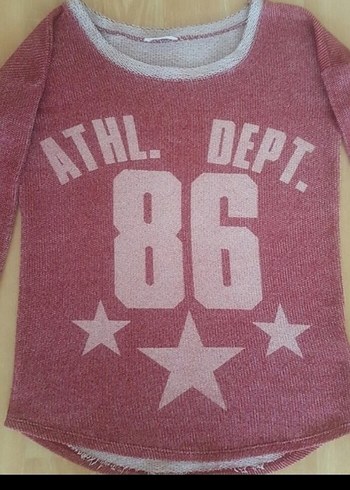 ATHL. DEPT.
86